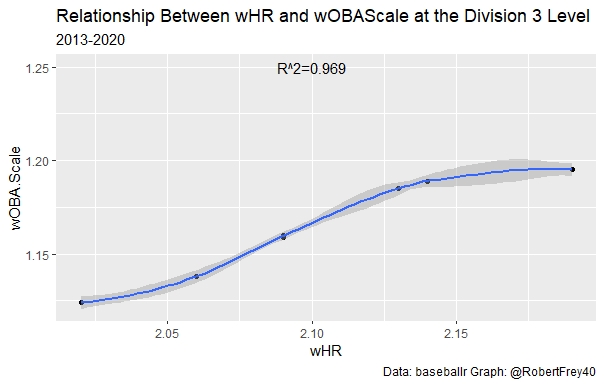 Relationship Between wHR and wOBAScale at the Division 3 Level
2013-2020
R^2=0.969
1.25
1.20
1.15
wOBA.Scale
2.05 2.10 2.15
wHR
Data: baseballr Graph: @RobertFrey40